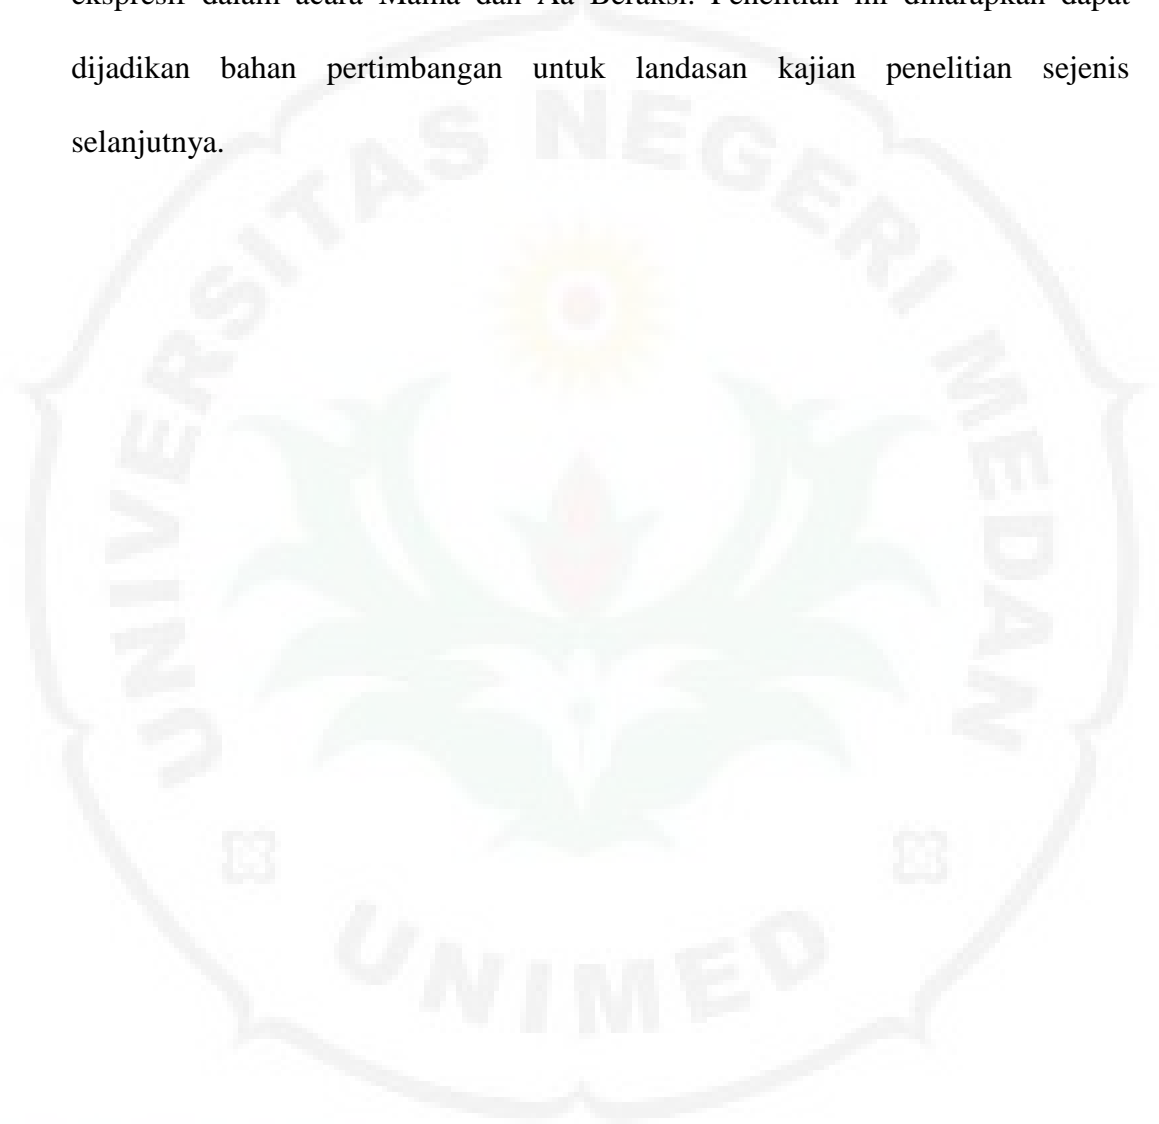 ekspresif dalam acara Mama dan Aa Beraksi. Penelitian ini diharapkan dapat
dijadikan bahan pertimbangan untuk landasan kajian penelitian sejenis
selanjutnya.
UNIVERSITAS NEGERI MEDAN
UNIMED